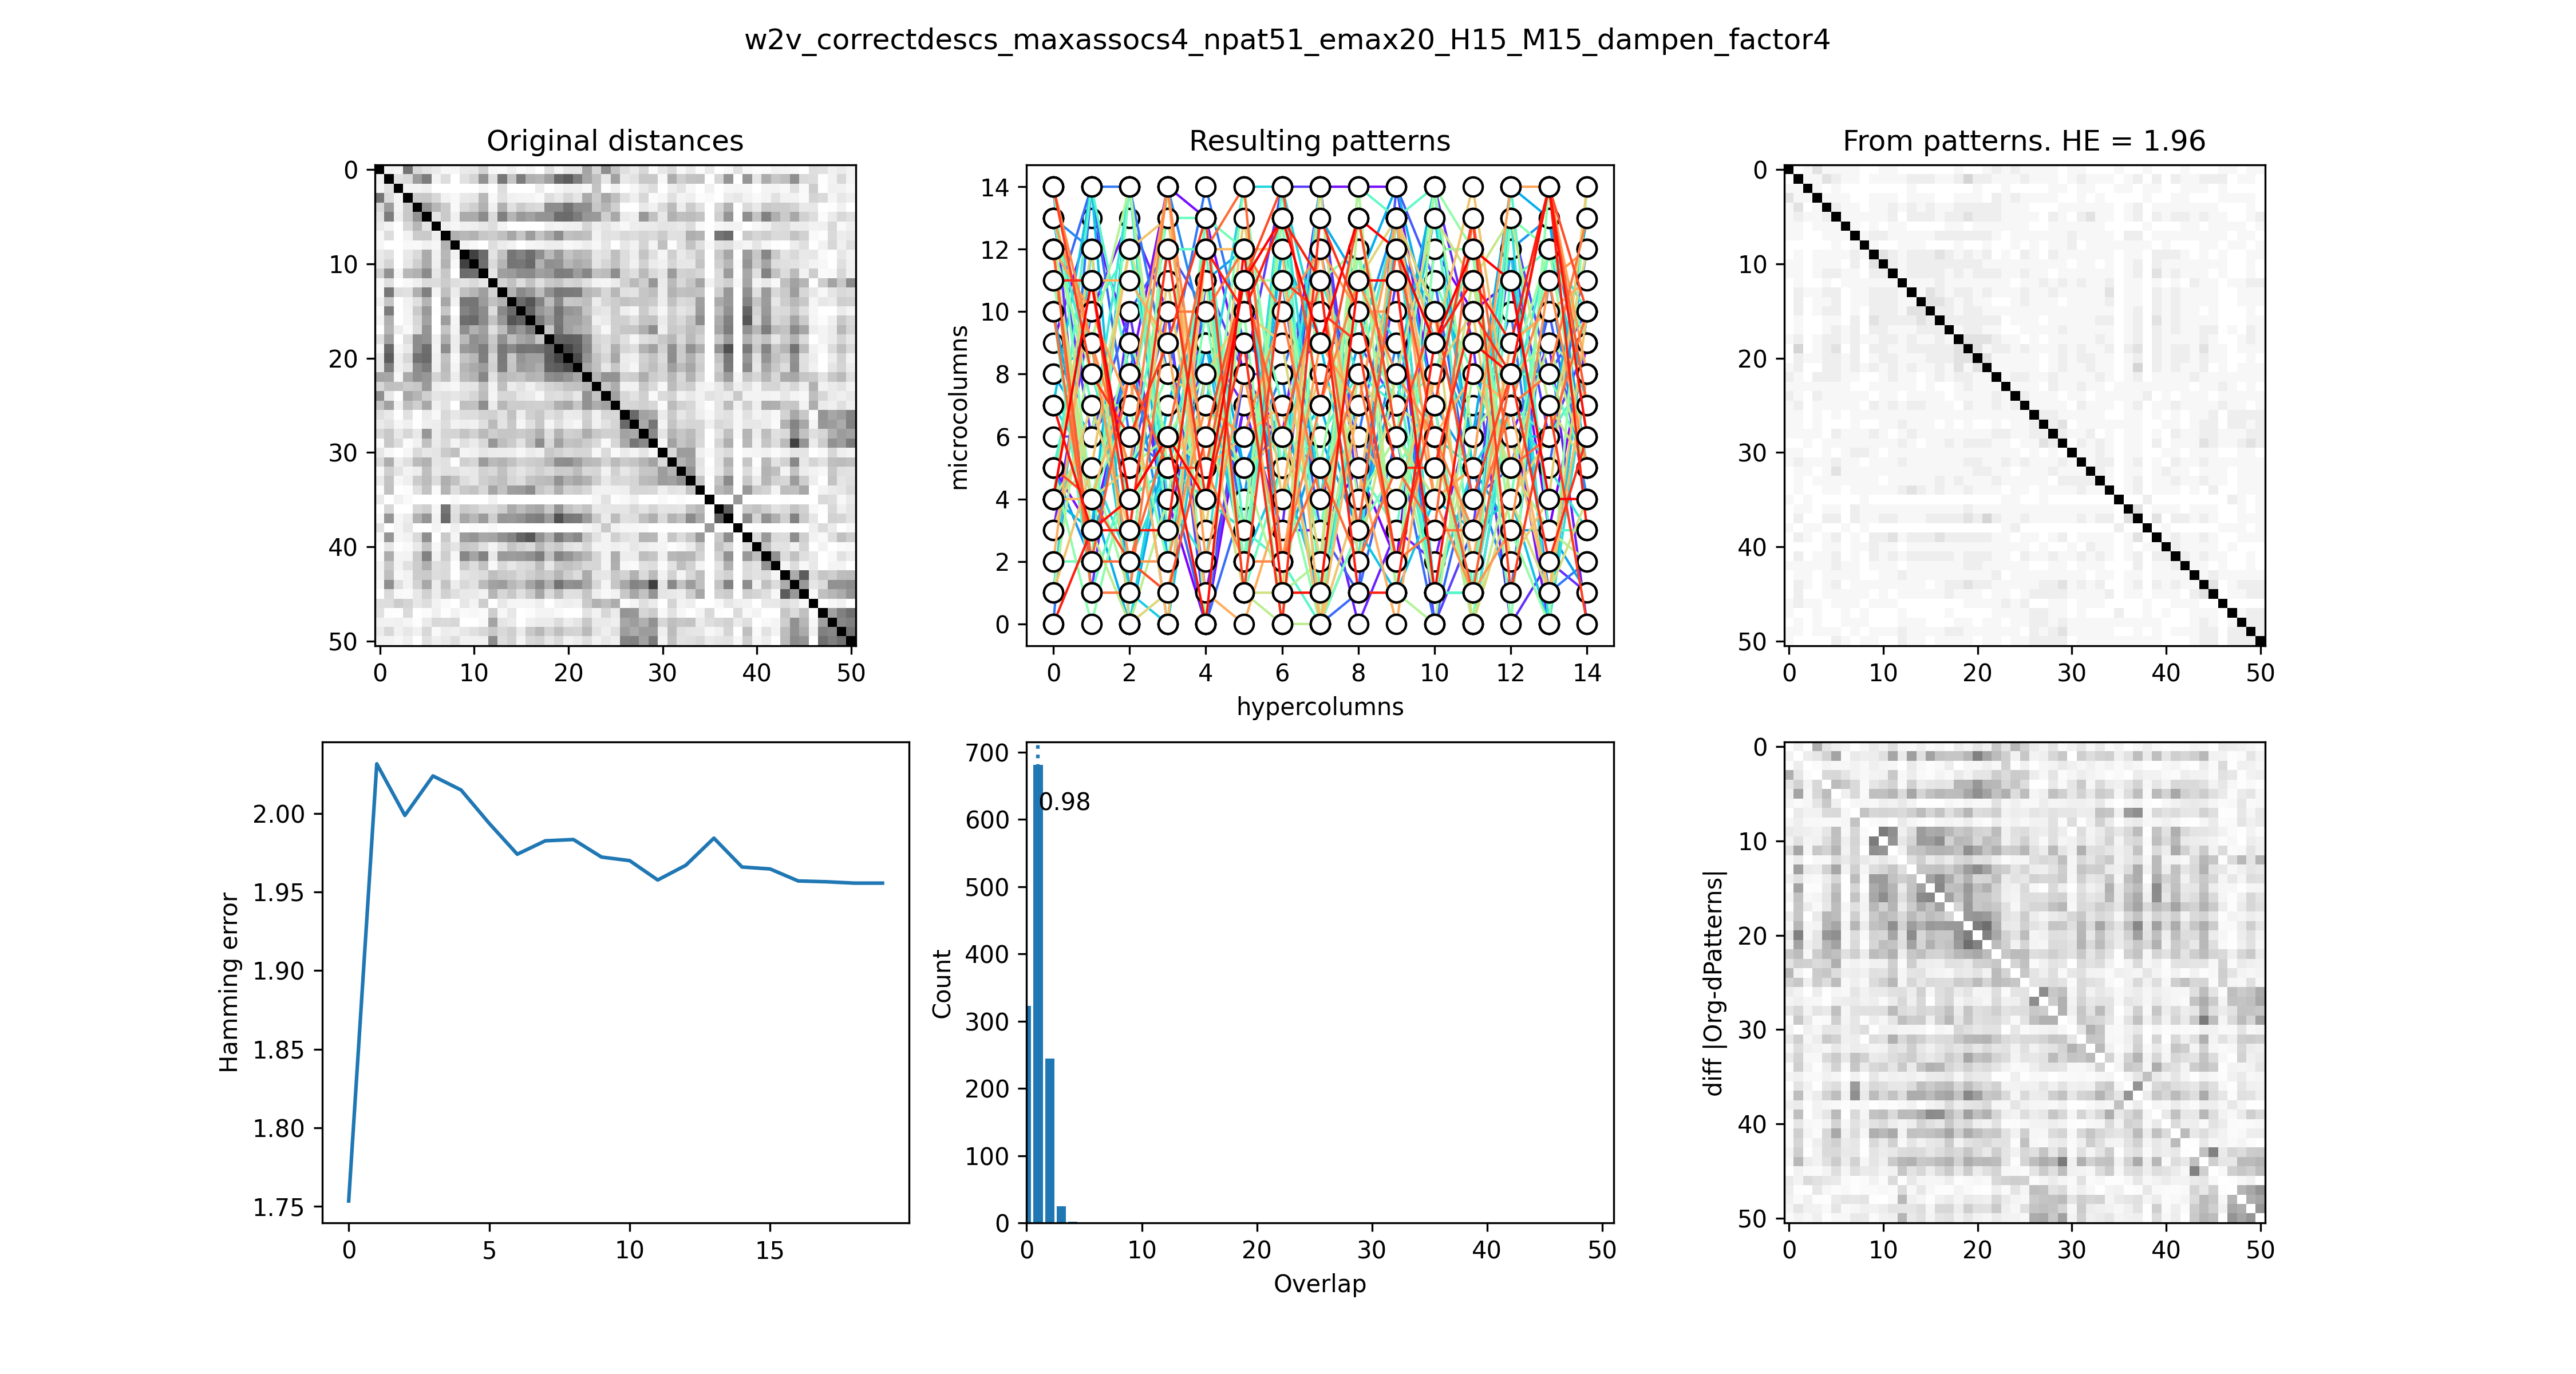 w2v_correctdescs_maxassocs4_npat51_emax20_H15_M15_dampen_factor4
Original distances
0
10
20
30
40
50
0 10 20 30 40 50
Resulting patterns
microcolumns
14
12
10
8
6
4
2
0
0 2 4 6 8 10 12 14
hypercolumns
From patterns. HE = 1.96
0
10
20
30
40
50
0 10 20 30 40 50
Hamming error
2.00
1.95
1.90
1.85
1.80
1.75
0 5 10 15
Count
700
600
500
400
300
200
100
0
0.98
0 10 20 30 40 50
Overlap
diff |Org-dPatterns|
0
10
20
30
40
50
0 10 20 30 40 50